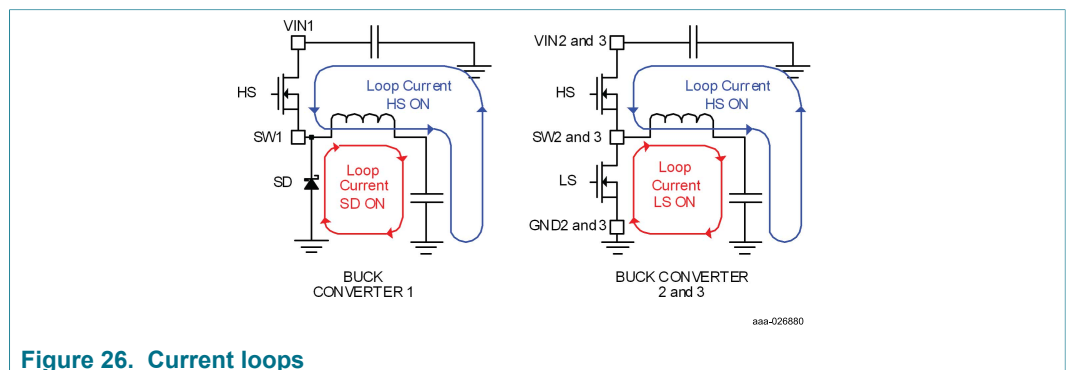 VIN1
HS
Loop Current
HS ON
SW1
SD
Loop
Current
SD ON
BUCK
CONVERTER 1
VIN2 and 3
HS
Loop Current
HS ON
SW2 and 3
LS
Loop
Current
LS ON
GND2 and 3
BUCK CONVERTER
2 and 3
aaa-026880
Figure 26. Current loops